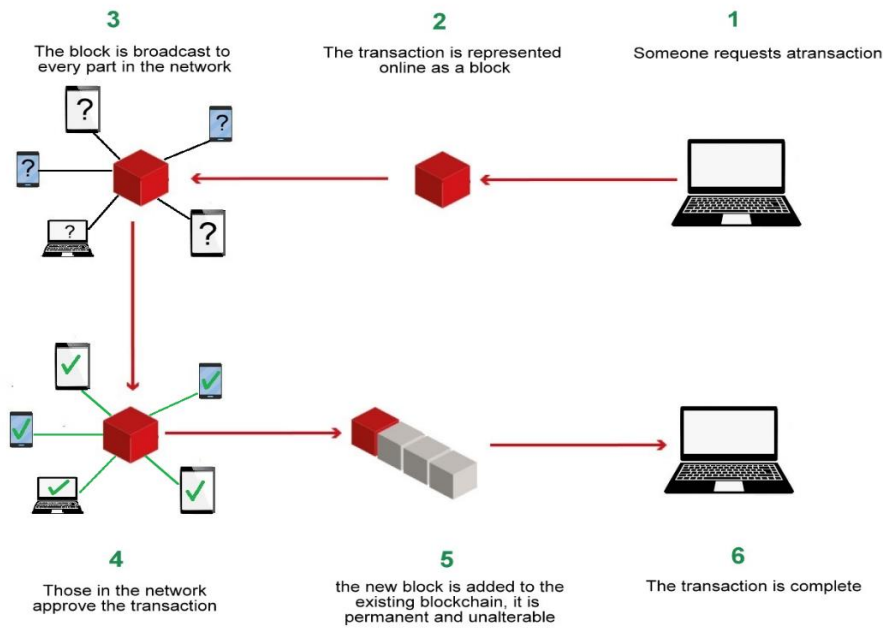 1
Someone requests atransaction
2
The transaction is represented
online as a block
3
The block is broadcast to
every part in the network
?
?
?
?
?
4
Those in the network
approve the transaction
5
the new block is added to the
existing blockchain, it is
permanent and unalterable
6
The transaction is complete